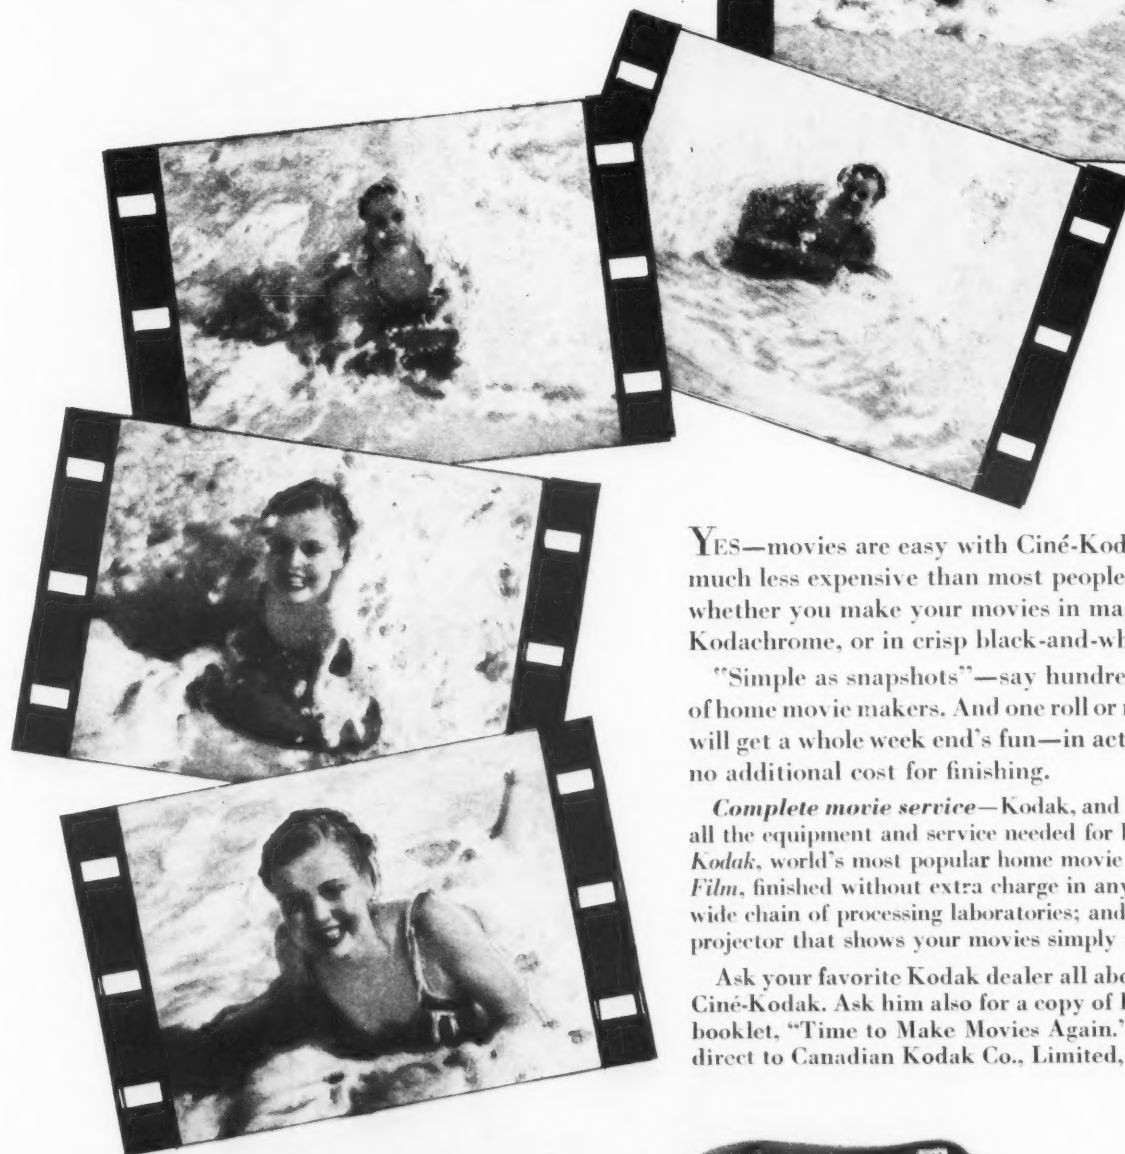 YES—movies are easy with Ciné-Kod
much less expensive than most people
whether you make your movies in ma
Kodachrome, or in crisp black-and-wh
"Simple as snapshots"—say hundre
of home movie makers. And one roll or
will get a whole week end's fun—in act
no additional cost for finishing.
Complete movie service—Kodak, and
all the equipment and service needed for
Kodak, world's most popular home movie
Film, finished without extra charge in any
wide chain of processing laboratories; and
projector that shows your movies simply
Ask your favorite Kodak dealer all abo
Ciné-Kodak. Ask him also for a copy of
booklet, "Time to Make Movies Again."
direct to Canadian Kodak Co., Limited,